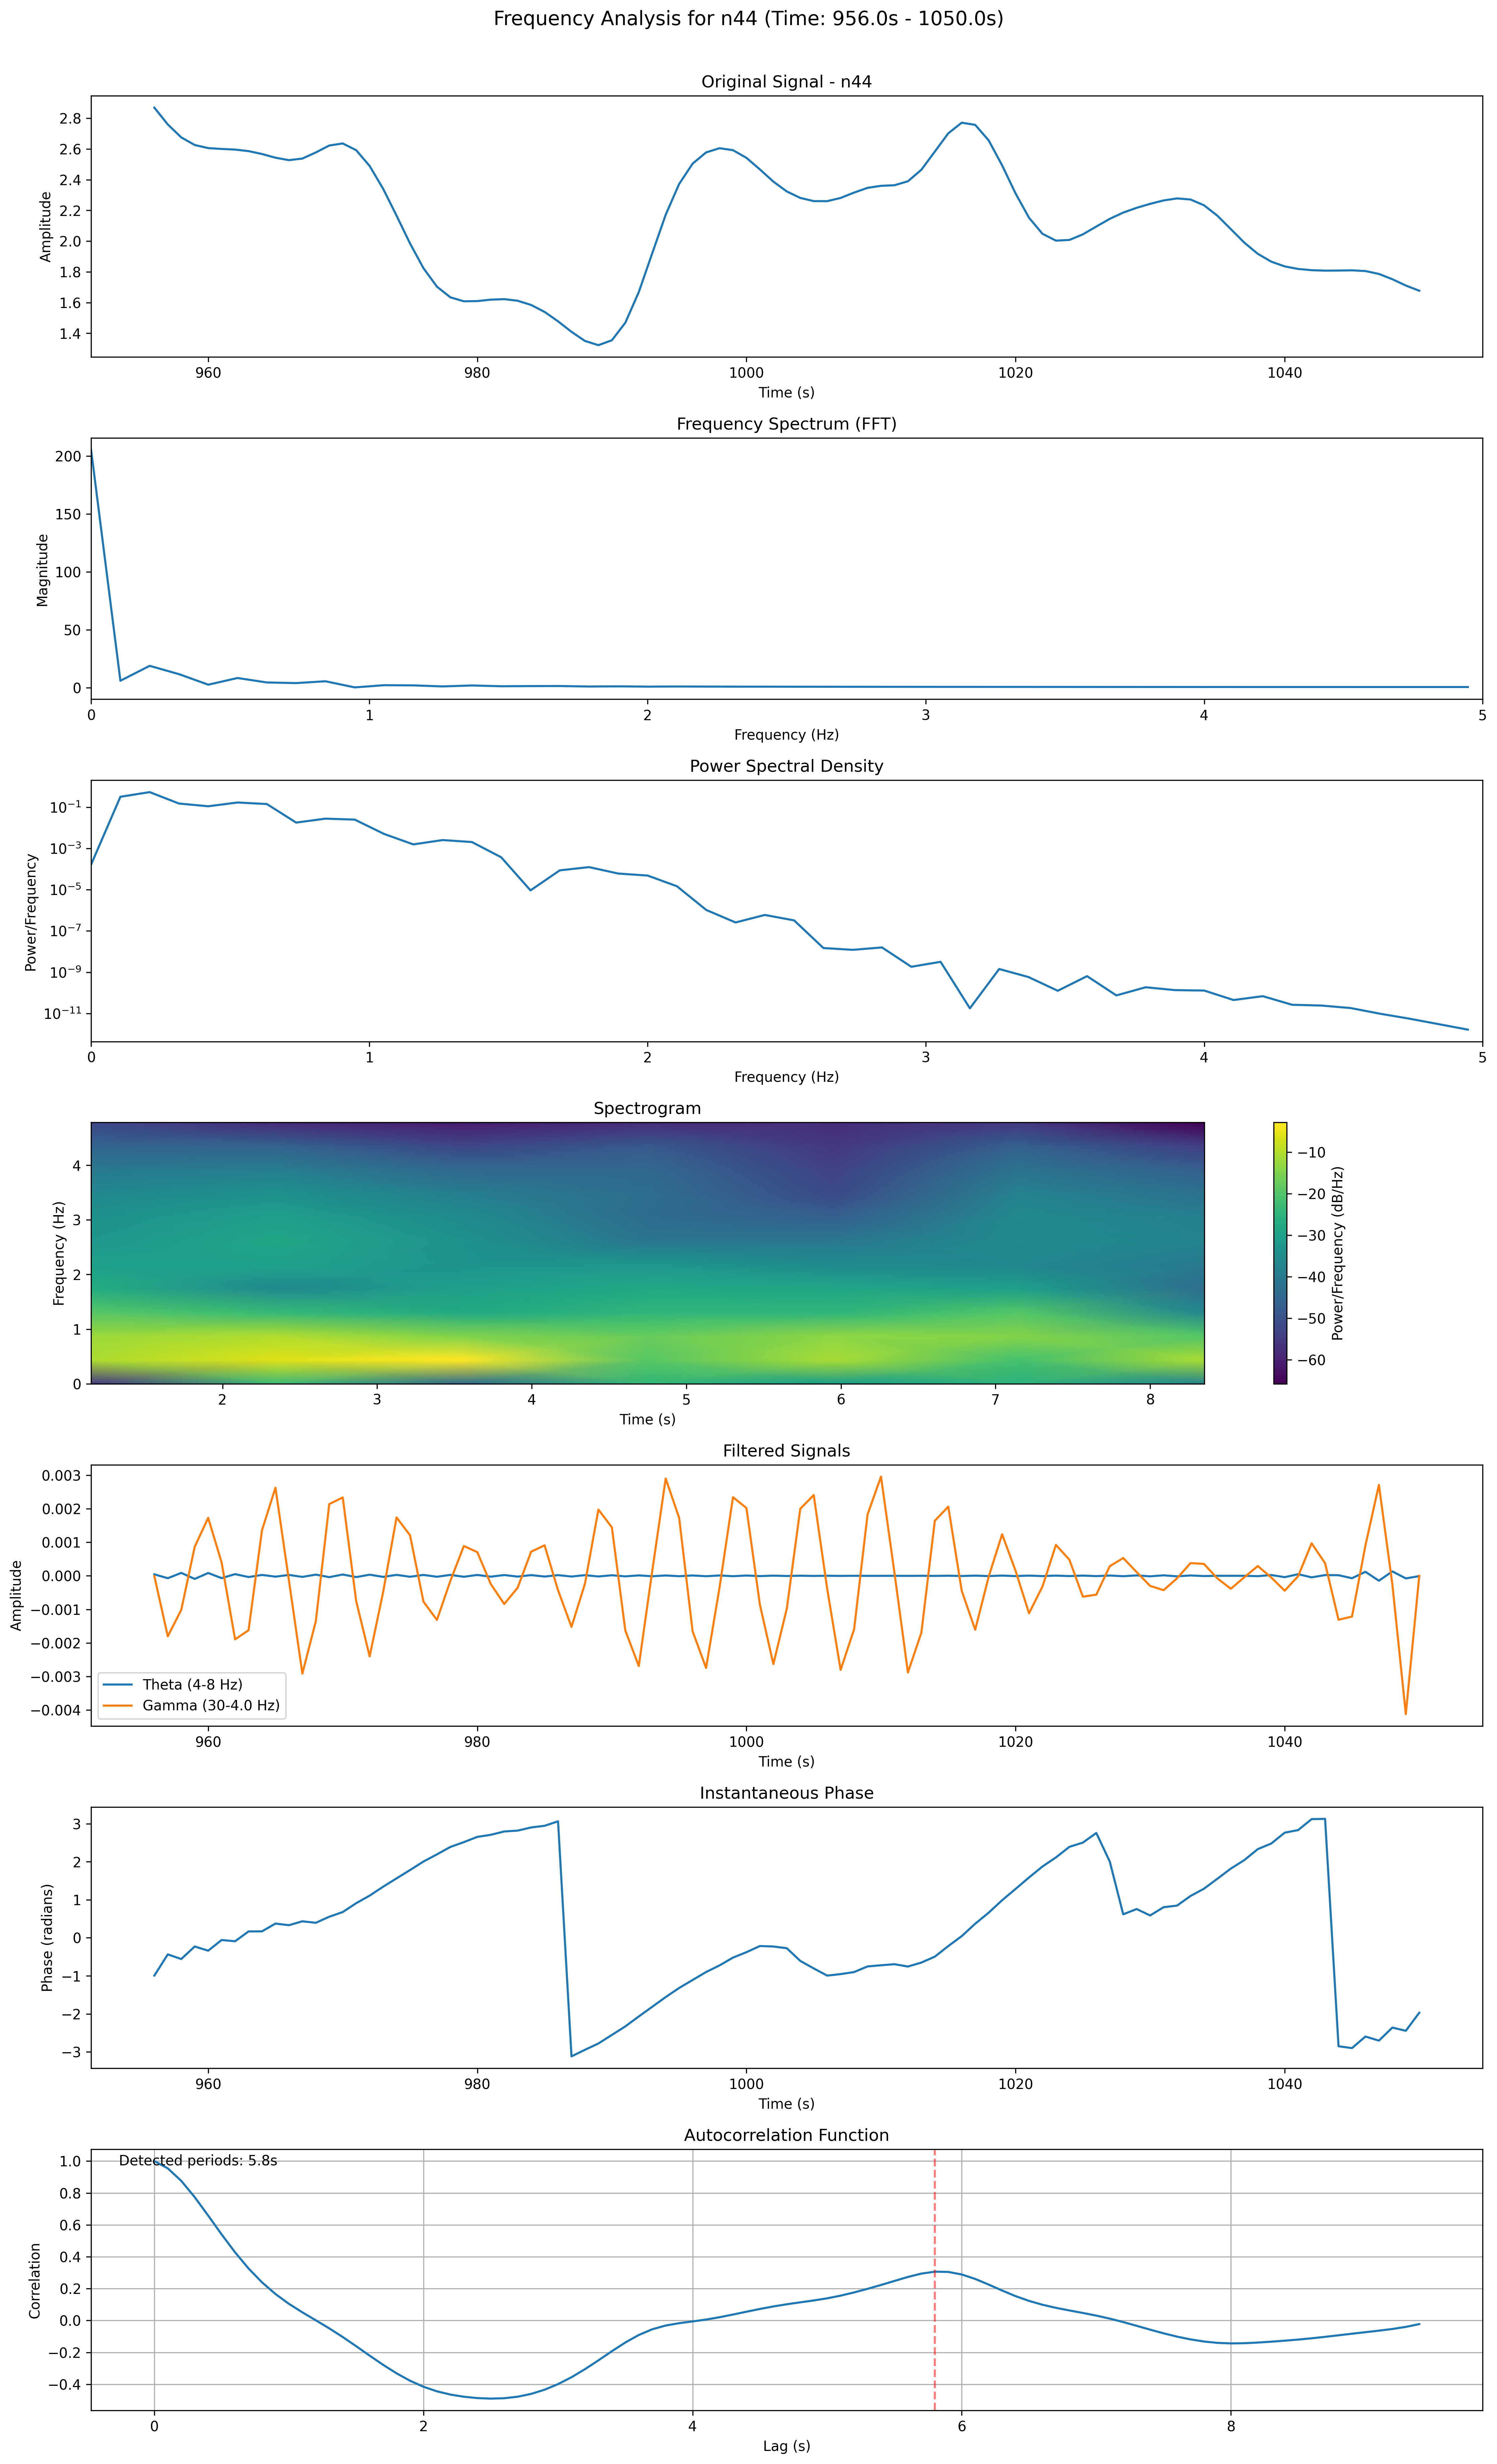 Frequency Analysis for n44 (Time: 956.0s - 1050.0s)
Original Signal - n44
Amplitude
2.8
2.6
2.4
2.2
2.0
1.8
1.6
1.4
960 980 1000 1020 1040
Time (s)
Frequency Spectrum (FFT)
Magnitude
200
150
100
50
0
0 1 2 3 4 5
Frequency (Hz)
Power Spectral Density
Power/Frequency
10⁻¹
10⁻³
10⁻⁵
10⁻⁷
10⁻⁹
10⁻¹¹
0 1 2 3 4 5
Frequency (Hz)
Spectrogram
Frequency (Hz)
4
3
2
1
0
2 3 4 5 6 7 8
Time (s)
−10
−20
−30
−40
−50
−60
Power/Frequency (dB/Hz)
Filtered Signals
Amplitude
0.003
0.002
0.001
0.000
−0.001
−0.002
−0.003
−0.004
Theta (4-8 Hz)
Gamma (30-4.0 Hz)
960 980 1000 1020 1040
Time (s)
Instantaneous Phase
Phase (radians)
3
2
1
0
−1
−2
−3
960 980 1000 1020 1040
Time (s)
Autocorrelation Function
Detected periods: 5.8s
Correlation
1.0
0.8
0.6
0.4
0.2
0.0
−0.2
−0.4
0 2 4 6 8
Lag (s)